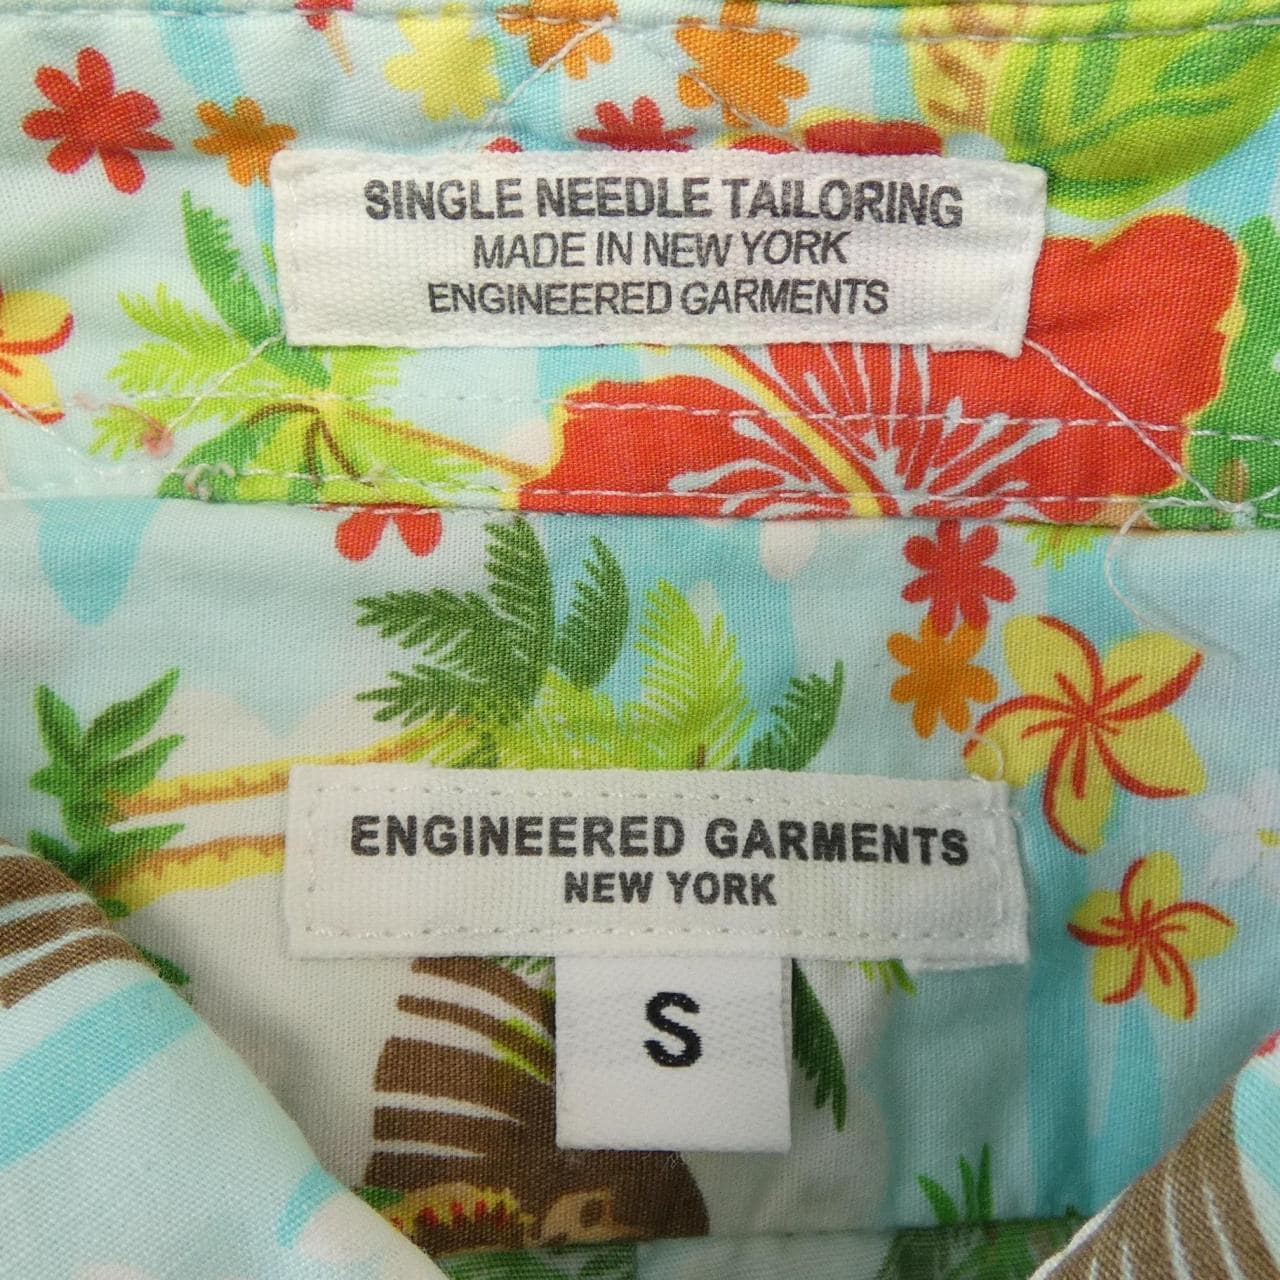 SINGLE NEEDLE TAILORING
MADE IN NEW YORK
ENGINEERED GARMENTS
ENGINEERED GARMENTS
NEW YORK
S